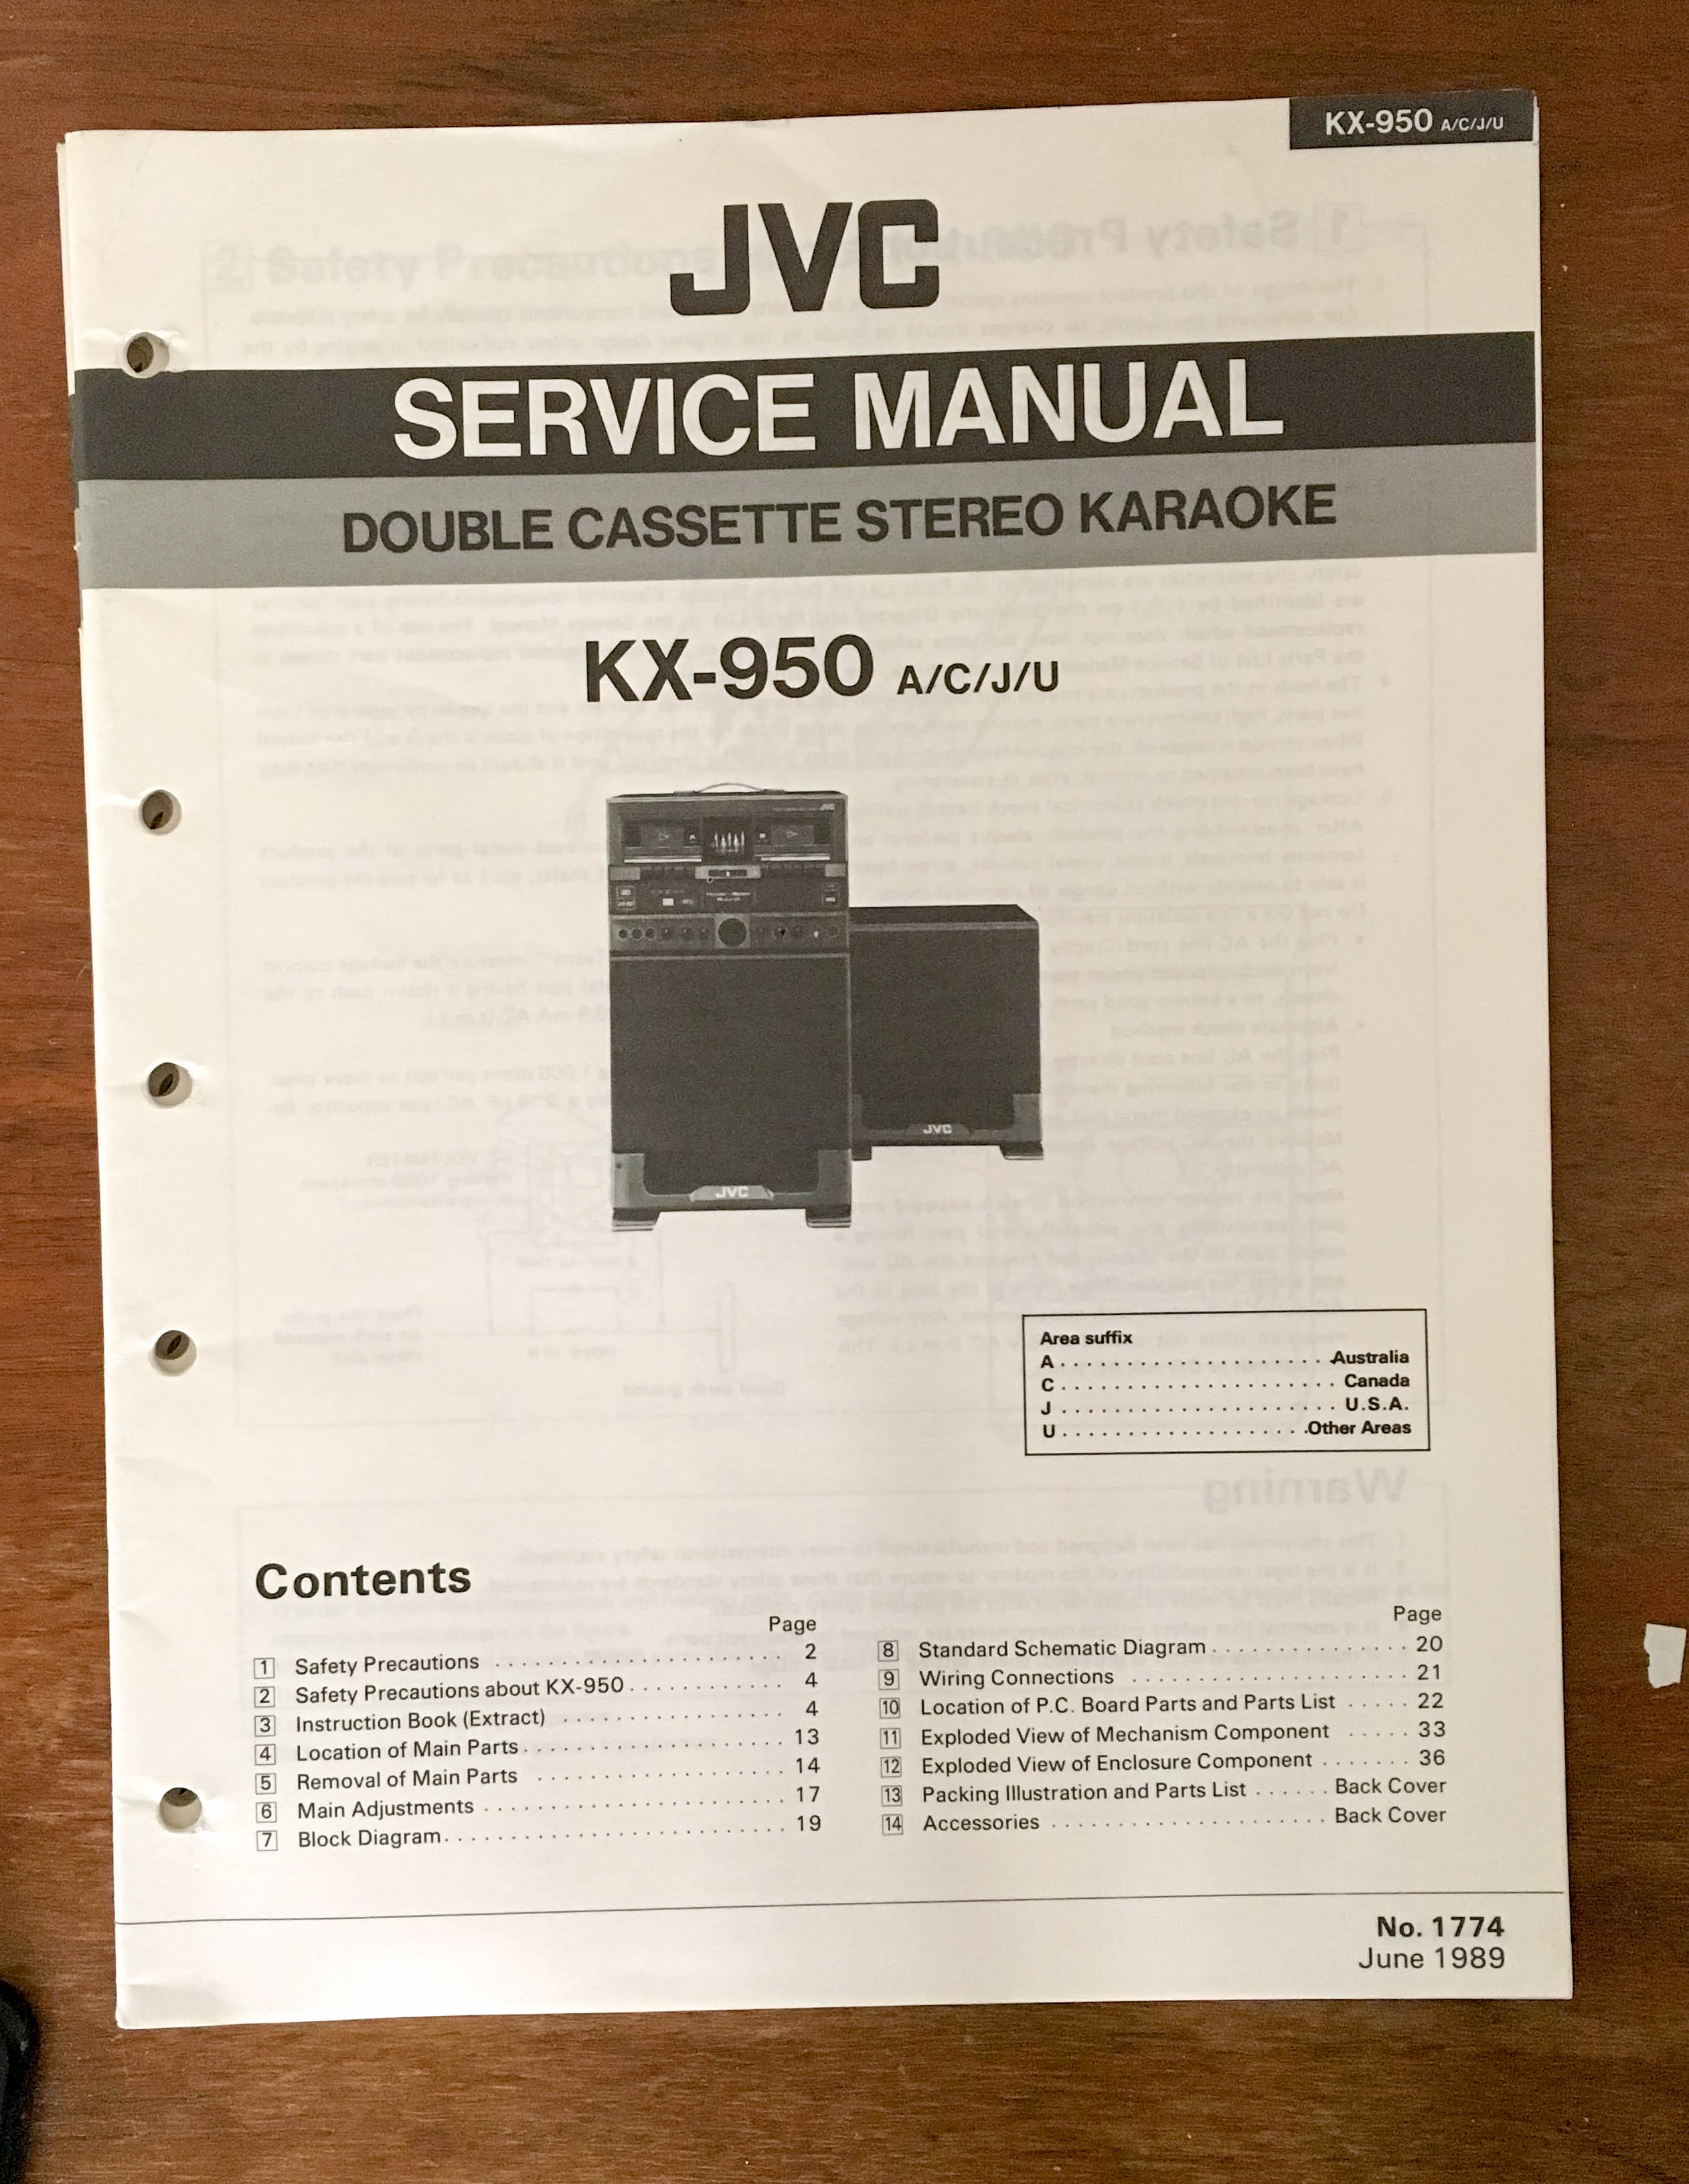 KX-950 A/C/J/U
JVC
SERVICE MANUAL
DOUBLE CASSETTE STEREO KARAOKE
KX-950 A/C/J/U
JVC
JVC
JVC
Area suffix
A . . . . . . . . . . . . . . . . . . . . . Australia
C . . . . . . . . . . . . . . . . . . . . . . Canada
J . . . . . . . . . . . . . . . . . . . . . . U.S.A.
U . . . . . . . . . . . . . . . . . . . . Other Areas
Contents
Page
1 Safety Precautions . . . . . . . . . . . . . . . . . . . . . . 2
2 Safety Precautions about KX-950 . . . . . . . . . . . . 4
3 Instruction Book (Extract) . . . . . . . . . . . . . . . . . 4
4 Location of Main Parts . . . . . . . . . . . . . . . . . . . . 13
5 Removal of Main Parts . . . . . . . . . . . . . . . . . . . 14
6 Main Adjustments . . . . . . . . . . . . . . . . . . . . . . . 17
7 Block Diagram . . . . . . . . . . . . . . . . . . . . . . . . . . 19
Page
8 Standard Schematic Diagram . . . . . . . . . . . . . . . 20
9 Wiring Connections . . . . . . . . . . . . . . . . . . . . . 21
10 Location of P.C. Board Parts and Parts List . . . . . 22
11 Exploded View of Mechanism Component . . . . . 33
12 Exploded View of Enclosure Component . . . . . . . 36
13 Packing Illustration and Parts List . . . . . . Back Cover
14 Accessories . . . . . . . . . . . . . . . . . . . . . Back Cover
No. 1774
June 1989